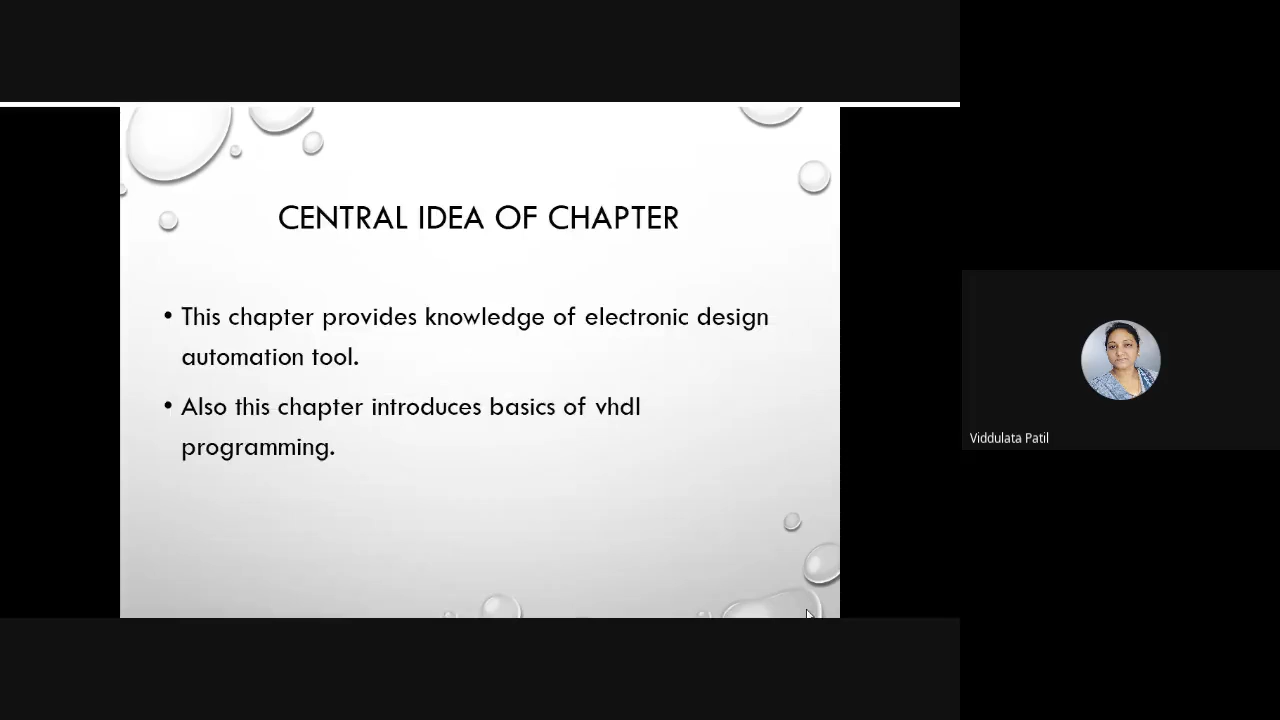 CENTRAL IDEA OF CHAPTER
• This chapter provides knowledge of electronic design
automation tool.
• Also this chapter introduces basics of vhdl
programming.
Viddulata Patil